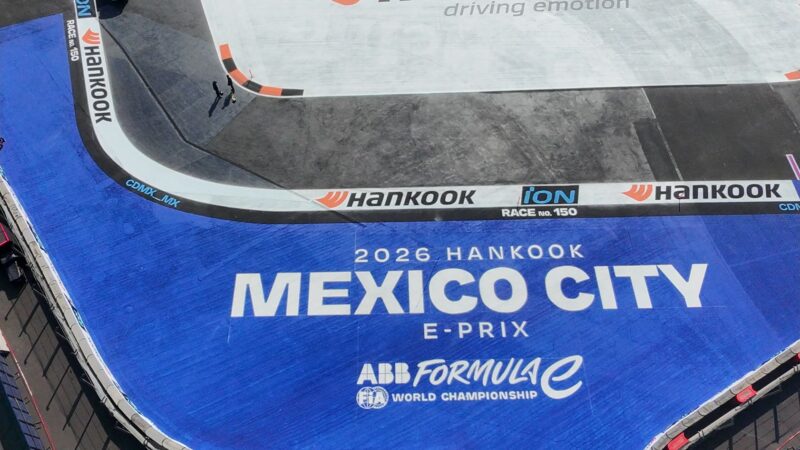 driving emotion
iON
RACE NO. 150
HANKOOK
CDMX_MX
HANKOOK
iON
RACE NO. 150
HANKOOK
2026 HANKOOK
MEXICO CITY
E-PRIX
ABB FORMULA E
FIA WORLD CHAMPIONSHIP